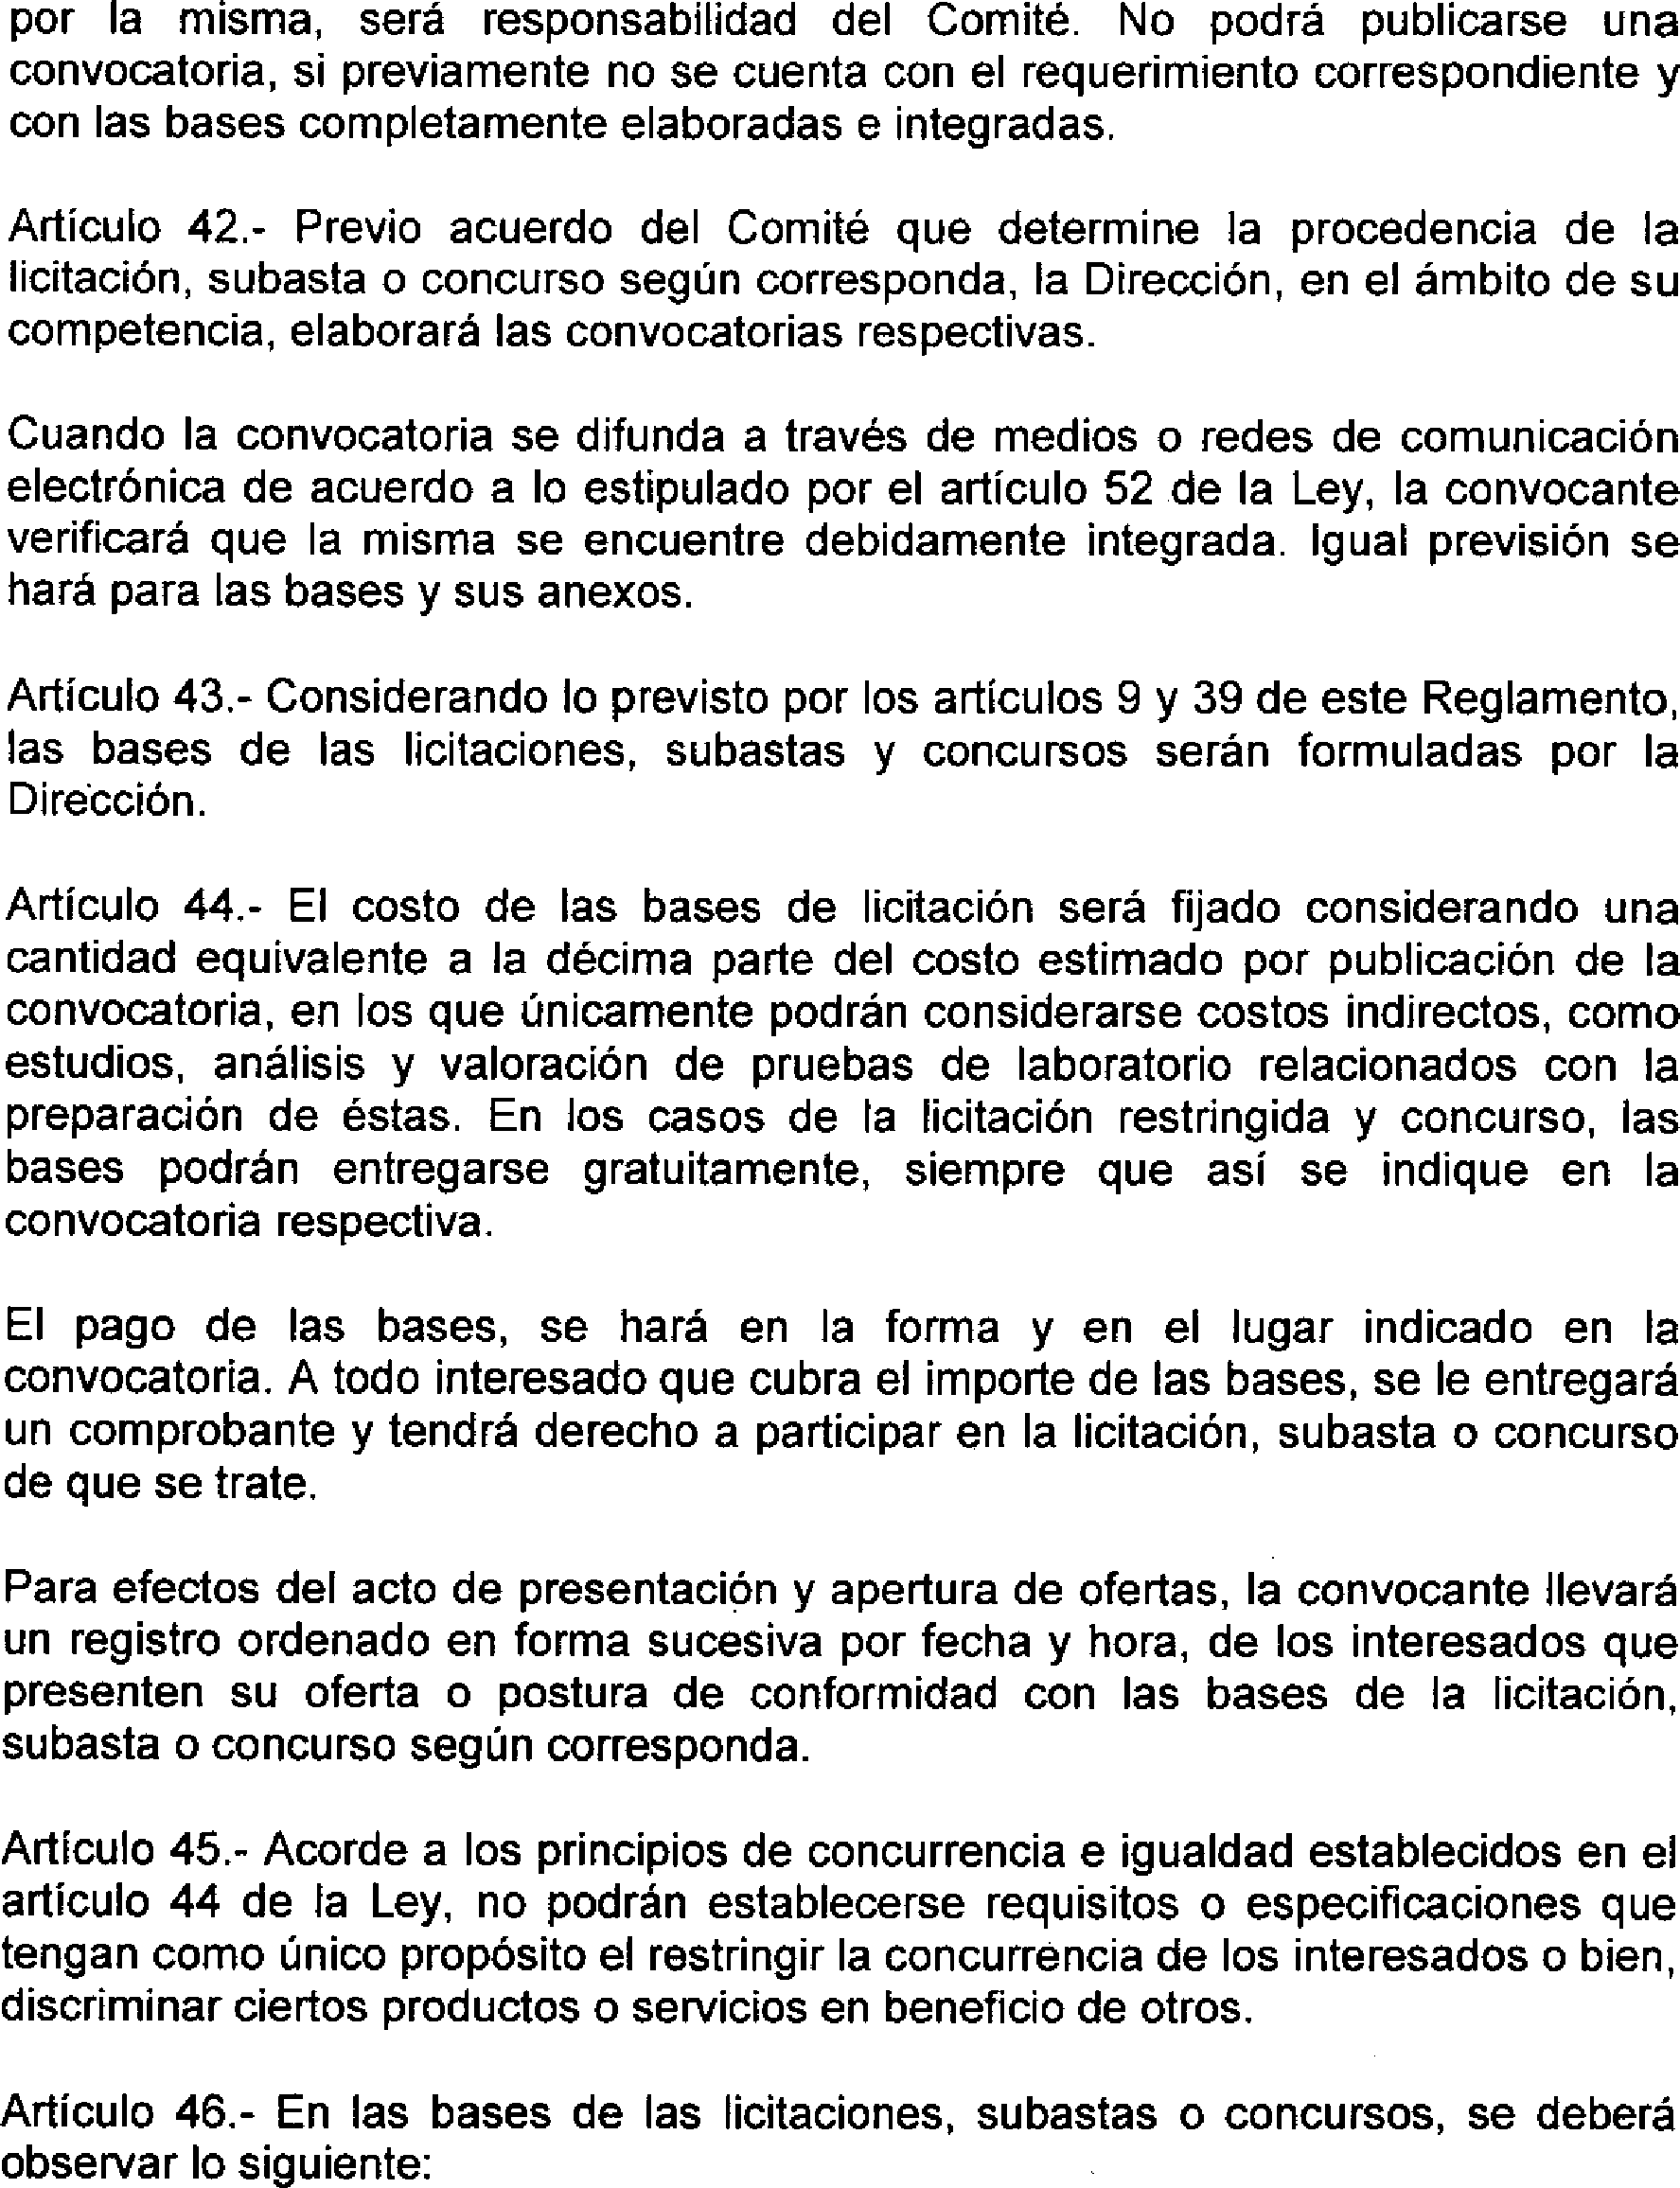 por la misma, será responsabilidad del Comité. No podrá publicarse una
convocatoria, si previamente no se cuenta con el requerimiento correspondiente y
con las bases completamente elaboradas e integradas.
Artículo 42.- Previo acuerdo del Comité que determine la procedencia de la
licitación, subasta o concurso según corresponda, la Dirección, en el ámbito de su
competencia, elaborará las convocatorias respectivas.
Cuando la convocatoria se difunda a través de medios o redes de comunicación
electrónica de acuerdo a lo estipulado por el artículo 52 de la Ley, la convocante
verificará que la misma se encuentre debidamente integrada. Igual previsión se
hará para las bases y sus anexos.
Artículo 43.- Considerando lo previsto por los artículos 9 y 39 de este Reglamento,
las bases de las licitaciones, subastas y concursos serán formuladas por la
Dirección.
Artículo 44.- El costo de las bases de licitación será fijado considerando una
cantidad equivalente a la décima parte del costo estimado por publicación de la
convocatoria, en los que únicamente podrán considerarse costos indirectos, como
estudios, análisis y valoración de pruebas de laboratorio relacionados con la
preparación de éstas. En los casos de la licitación restringida y concurso, las
bases podrán entregarse gratuitamente, siempre que así se indique en la
convocatoria respectiva.
El pago de las bases, se hará en la forma y en el lugar indicado en la
convocatoria. A todo interesado que cubra el importe de las bases, se le entregará
un comprobante y tendrá derecho a participar en la licitación, subasta o concurso
de que se trate.
Para efectos del acto de presentación y apertura de ofertas, la convocante llevará
un registro ordenado en forma sucesiva por fecha y hora, de los interesados que
presenten su oferta o postura de conformidad con las bases de la licitación,
subasta o concurso según corresponda.
Artículo 45.- Acorde a los principios de concurrencia e igualdad establecidos en el
artículo 44 de la Ley, no podrán establecerse requisitos o especificaciones que
tengan como único propósito el restringir la concurrencia de los interesados o bien,
discriminar ciertos productos o servicios en beneficio de otros.
Artículo 46.- En las bases de las licitaciones, subastas o concursos, se deberá
observar lo siguiente: